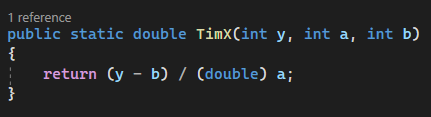 1 reference
public static double TimX(int y, int a, int b)
{
    return (y - b) / (double) a;
}